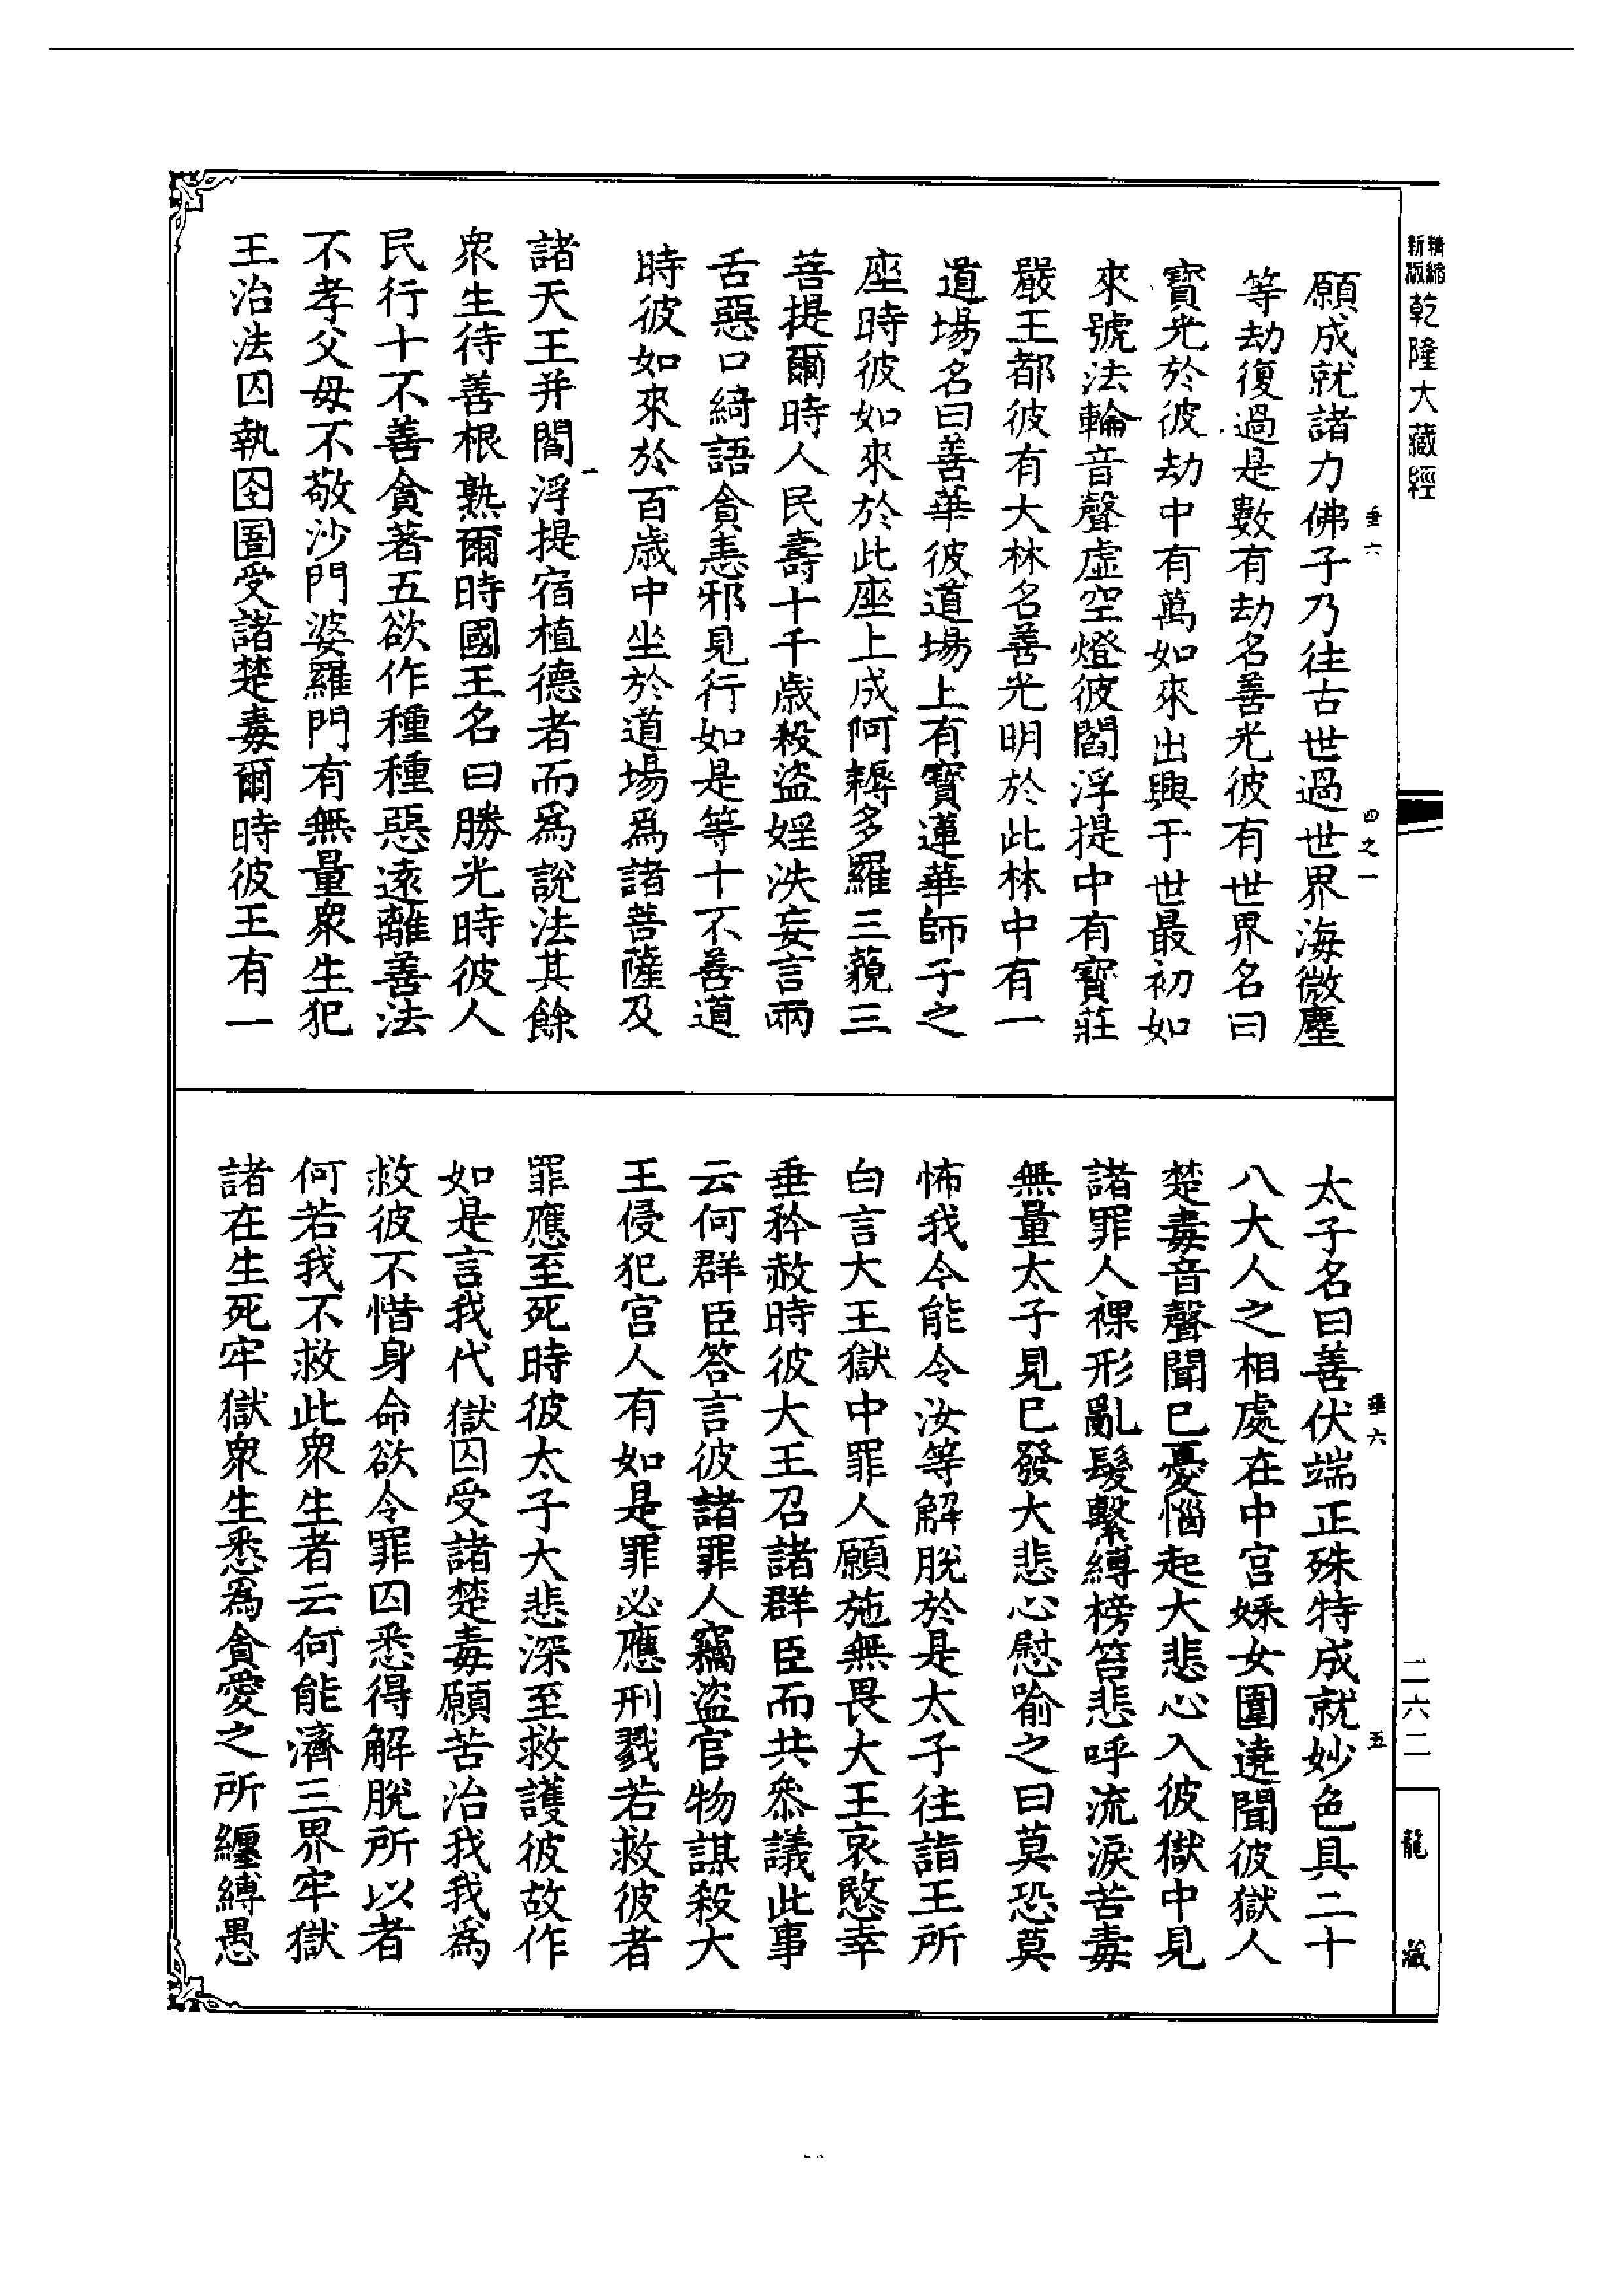 精縮
新版
乾隆大藏經
垂六
四之一
願成就諸力佛子乃往古世過世界海微塵
等劫復過是數有劫名善光彼有世界名曰
寶光於彼劫中有萬如來出興于世最初如
來號法輪音聲虛空燈彼閻浮提中有寶莊
嚴王都彼有大林名善光明於此林中有一
道場名曰善華彼道場上有寶蓮華師子之
座時彼如來於此座上成阿耨多羅三藐三
菩提爾時人民壽十千歲殺盜婬泆妄言兩
舌惡口綺語貪恚邪見行如是等十不善道
時彼如來於百歲中坐於道場為諸菩薩及
諸天王并閻浮提宿植德者而為說法其餘
衆生待善根熟爾時國王名曰勝光時彼人
民行十不善貪著五欲作種種惡遠離善法
不孝父母不敬沙門婆羅門有無量衆生犯
王治法囚執囹圄受諸楚毒爾時彼王有一
垂六
五
太子名曰善伏端正殊特成就妙色具二十
八大人之相處在中宮婇女圍遶聞彼獄人
楚毒音聲聞已憂惱起大悲心入彼獄中見
諸罪人裸形亂髮繫縛榜笞悲呼流淚苦毒
無量太子見已發大悲心慰喻之曰莫恐莫
怖我今能令汝等解脫於是太子往詣王所
白言大王獄中罪人願施無畏大王哀愍幸
垂矜赦時彼大王召諸群臣而共參議此事
云何群臣答言彼諸罪人竊盜官物謀殺大
王侵犯宮人有如是罪必應刑戮若救彼者
罪應至死時彼太子大悲深至救護彼故作
如是言我代獄囚受諸楚毒願苦治我我為
救彼不惜身命欲令罪囚悉得解脫所以者
何若我不救此衆生者云何能濟三界牢獄
諸在生死牢獄衆生悉為貪愛之所纏縛愚
二六二
龍藏